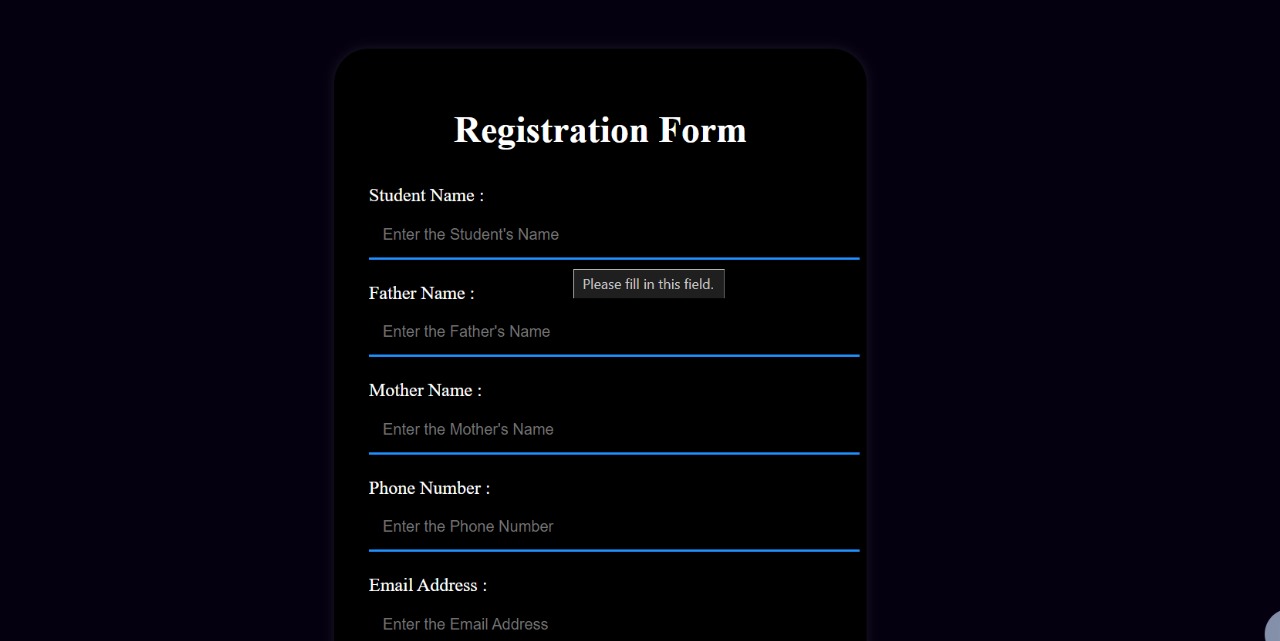 Registration Form
Student Name :
Enter the Student's Name
Please fill in this field.
Father Name :
Enter the Father's Name
Mother Name :
Enter the Mother's Name
Phone Number :
Enter the Phone Number
Email Address :
Enter the Email Address